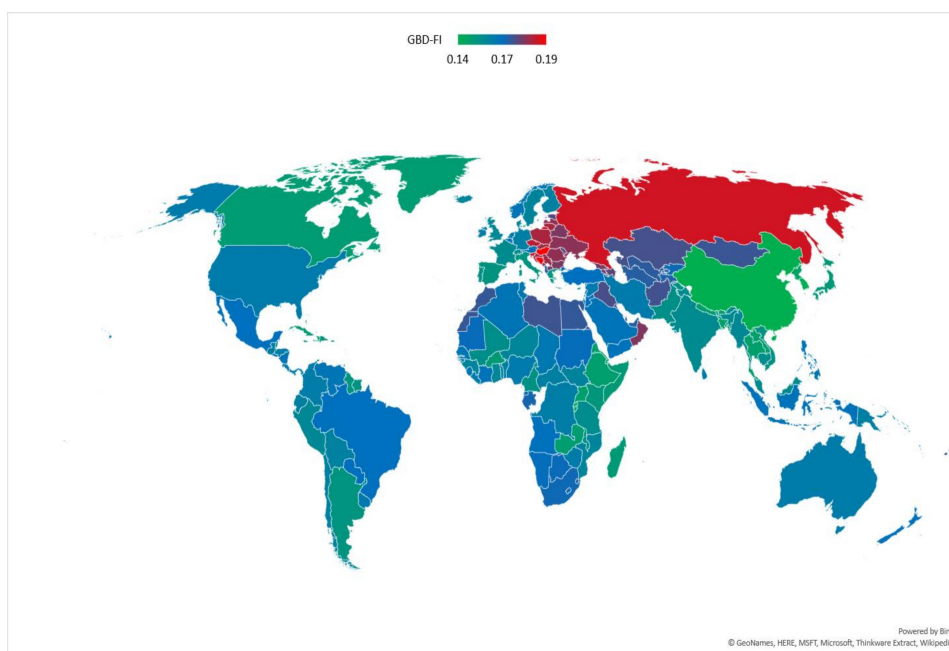 GBD-FI
0.14 0.17 0.19
Powered by Bin
© GeoNames, HERE, MSFT, Microsoft, Thinkware Extract, Wikipedi